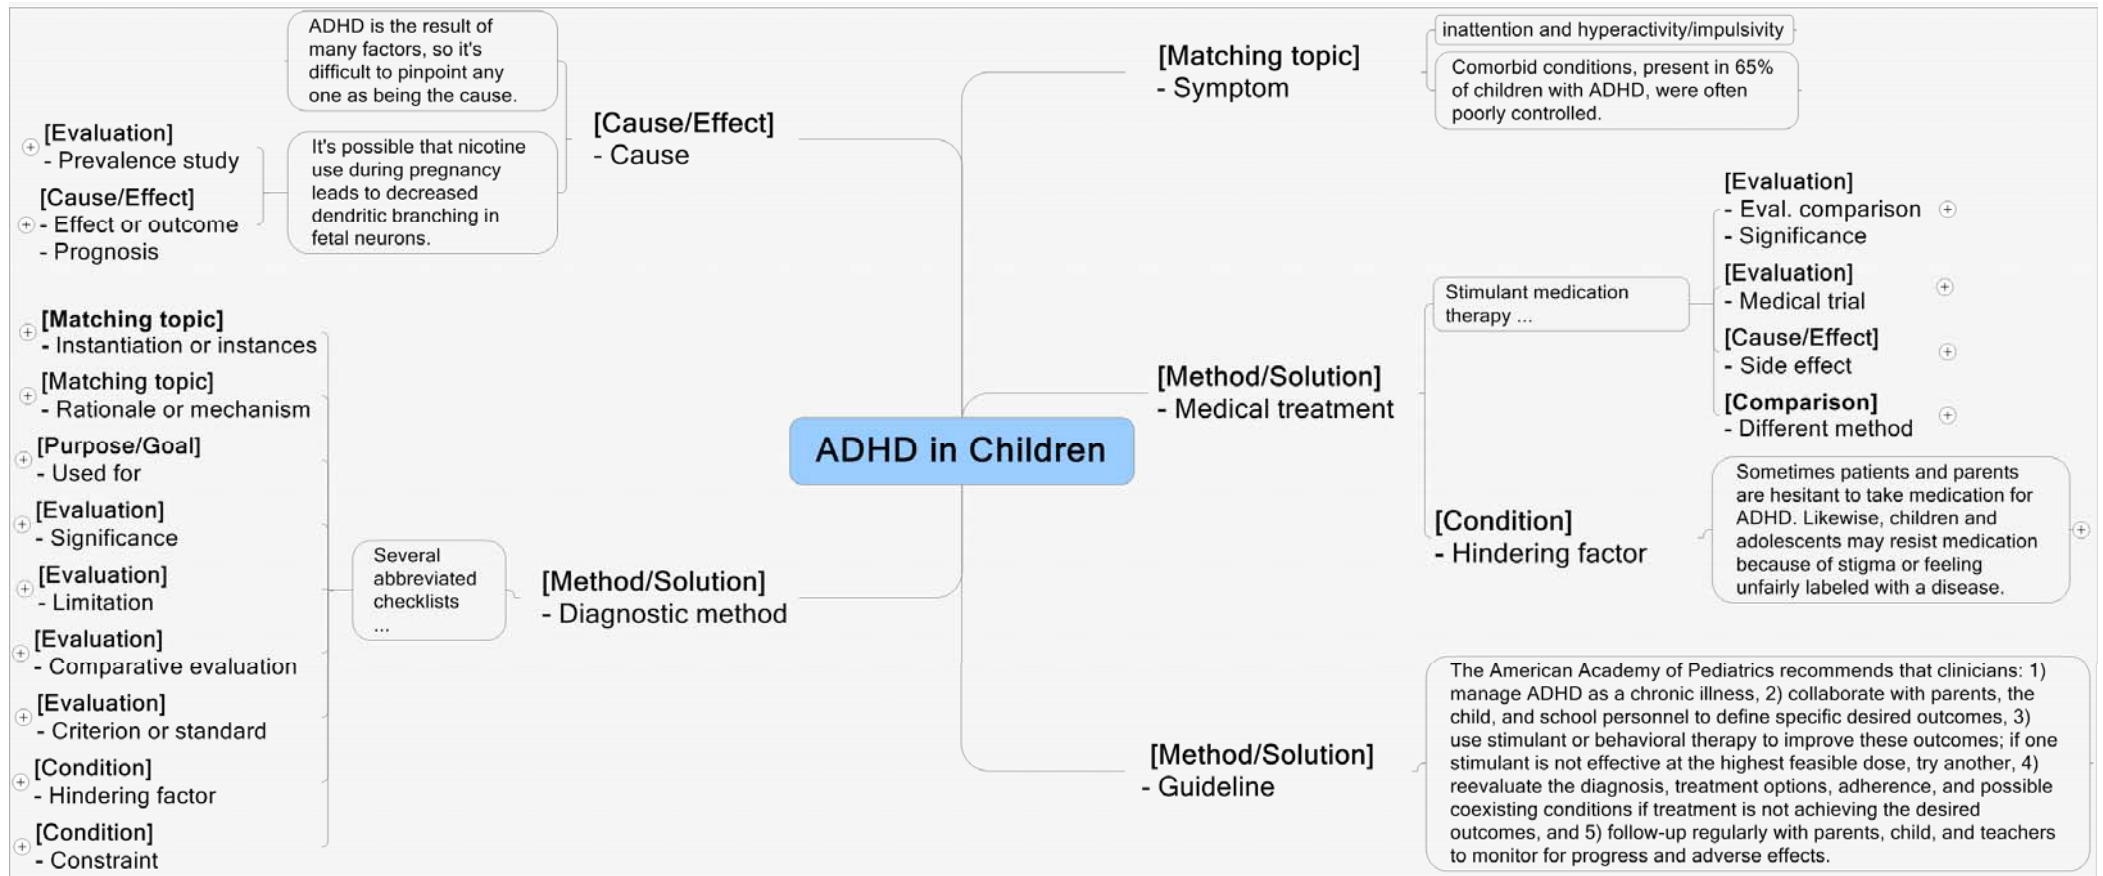 ADHD is the result of
many factors, so it's
difficult to pinpoint any
one as being the cause.
[Evaluation]
- Prevalence study
[Cause/Effect]
- Effect or outcome
- Prognosis
It's possible that nicotine
use during pregnancy
leads to decreased
dendritic branching in
fetal neurons.
[Cause/Effect]
- Cause
[Matching topic]
- Instantiation or instances
[Matching topic]
- Rationale or mechanism
[Purpose/Goal]
- Used for
[Evaluation]
- Significance
[Evaluation]
- Limitation
[Evaluation]
- Comparative evaluation
[Evaluation]
- Criterion or standard
[Condition]
- Hindering factor
[Condition]
- Constraint
Several
abbreviated
checklists
...
[Method/Solution]
- Diagnostic method
ADHD in Children
[Matching topic]
- Symptom
inattention and hyperactivity/impulsivity
Comorbid conditions, present in 65%
of children with ADHD, were often
poorly controlled.
[Method/Solution]
- Medical treatment
Stimulant medication
therapy ...
[Evaluation]
- Eval. comparison
- Significance
[Evaluation]
- Medical trial
[Cause/Effect]
- Side effect
[Comparison]
- Different method
[Condition]
- Hindering factor
Sometimes patients and parents
are hesitant to take medication for
ADHD. Likewise, children and
adolescents may resist medication
because of stigma or feeling
unfairly labeled with a disease.
[Method/Solution]
- Guideline
The American Academy of Pediatrics recommends that clinicians: 1)
manage ADHD as a chronic illness, 2) collaborate with parents, the
child, and school personnel to define specific desired outcomes, 3)
use stimulant or behavioral therapy to improve these outcomes; if one
stimulant is not effective at the highest feasible dose, try another, 4)
reevaluate the diagnosis, treatment options, adherence, and possible
coexisting conditions if treatment is not achieving the desired
outcomes, and 5) follow-up regularly with parents, child, and teachers
to monitor for progress and adverse effects.